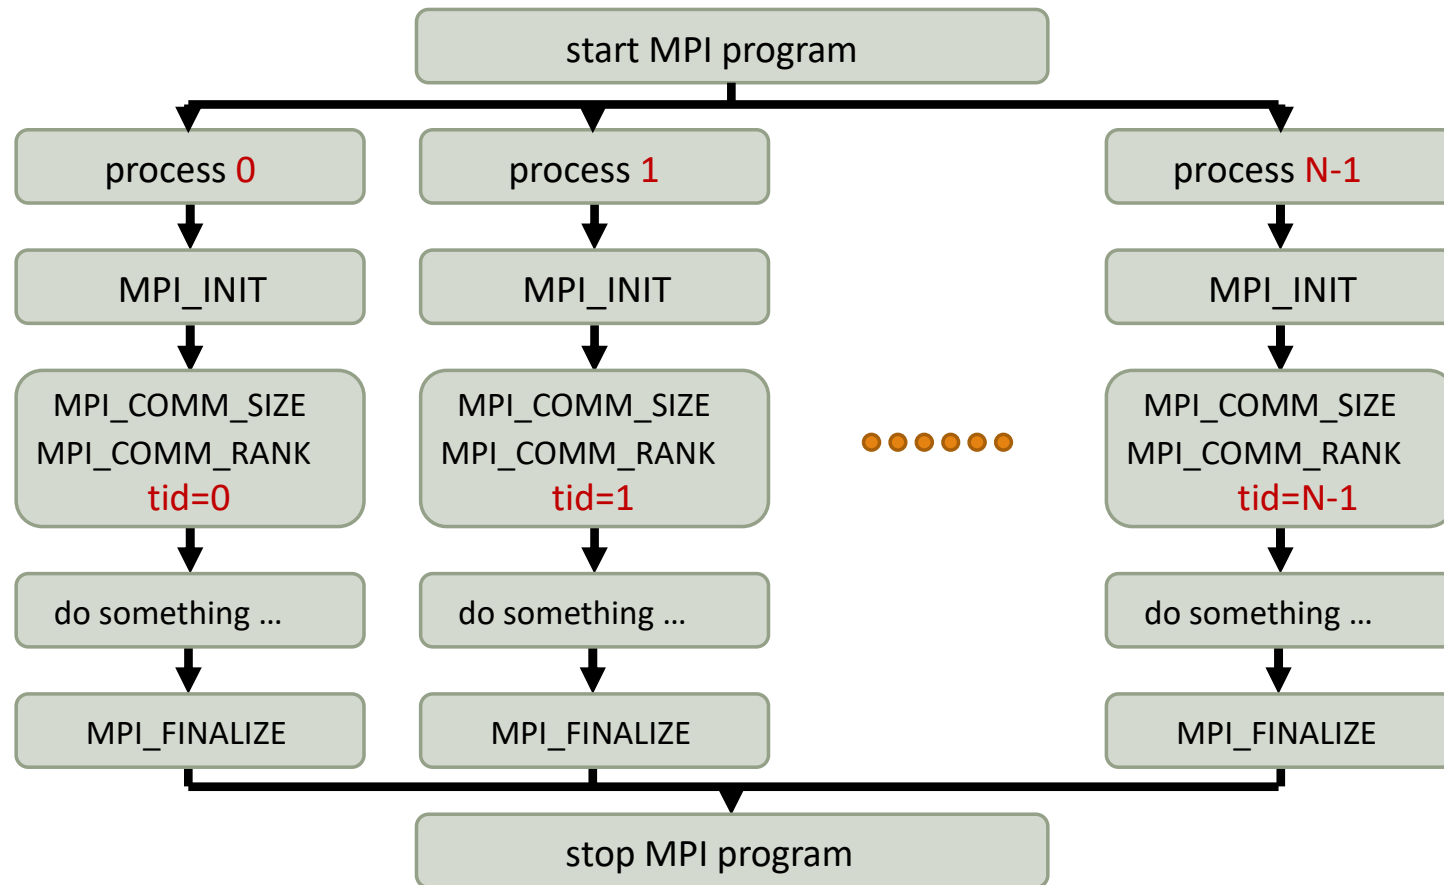 start MPI program
process 0
process 1
process N-1
MPI_INIT
MPI_INIT
MPI_INIT
MPI_COMM_SIZE
MPI_COMM_RANK
tid=0
MPI_COMM_SIZE
MPI_COMM_RANK
tid=1
MPI_COMM_SIZE
MPI_COMM_RANK
tid=N-1
do something ...
do something ...
do something ...
MPI_FINALIZE
MPI_FINALIZE
MPI_FINALIZE
stop MPI program